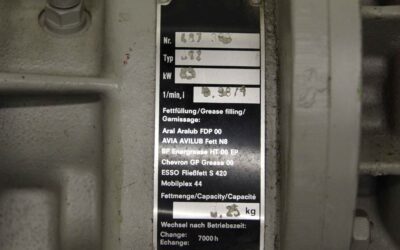 Nr.
Typ
kW
1/min, i
Fettfüllung/Grease filling/
Garnissage:
Aral Aralub FDP 00
AVIA AVILUB Fett N8
BP Energrease HT 00 EP
Chevron GP Grease 00
ESSO Fließfett S 420
Mobilplex 44
Fettmenge/Capacity/Capacité
kg
Wechsel nach Betriebszeit:
Change: 7000 h
Echange: